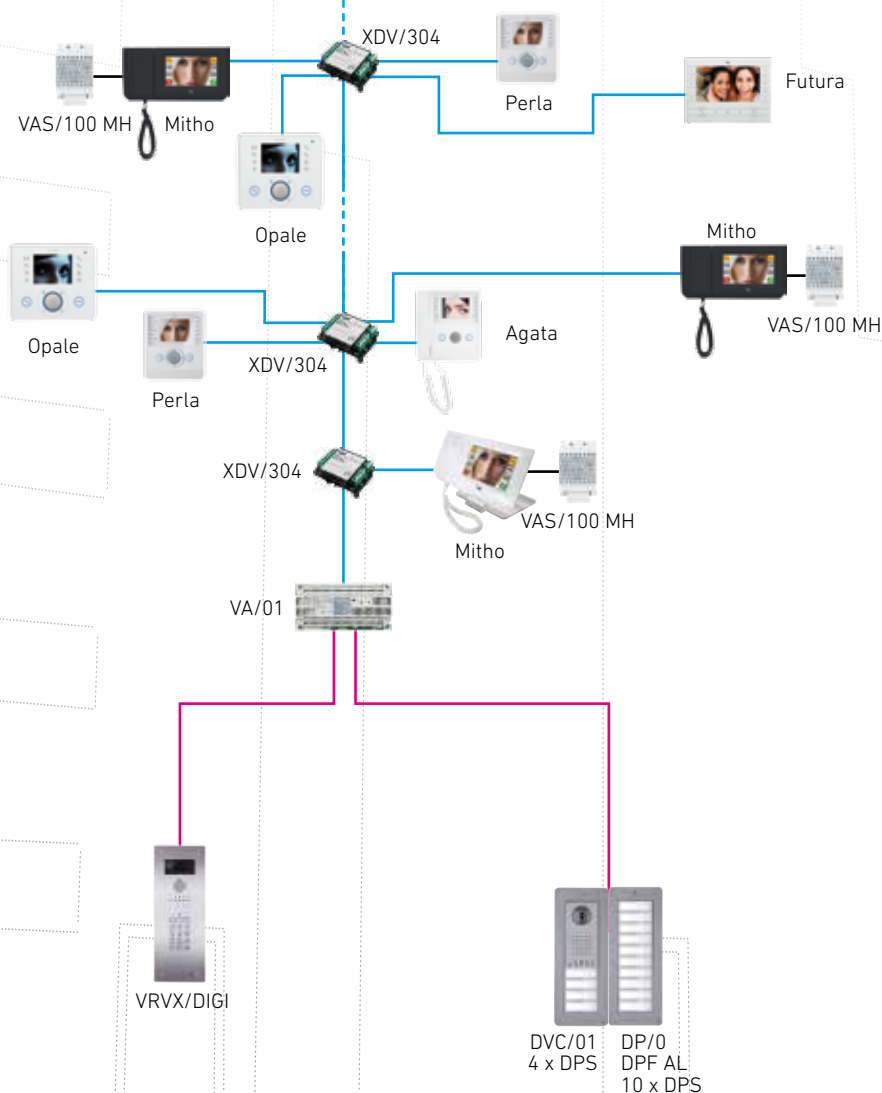 XDV/304
Futura
Perla
VAS/100 MH
Mitho
Opale
Mitho
VAS/100 MH
Agata
Opale
XDV/304
Perla
XDV/304
VAS/100 MH
Mitho
VA/01
VRVX/DIGI
DVC/01
4 x DPS
DP/0
DPF AL
10 x DPS